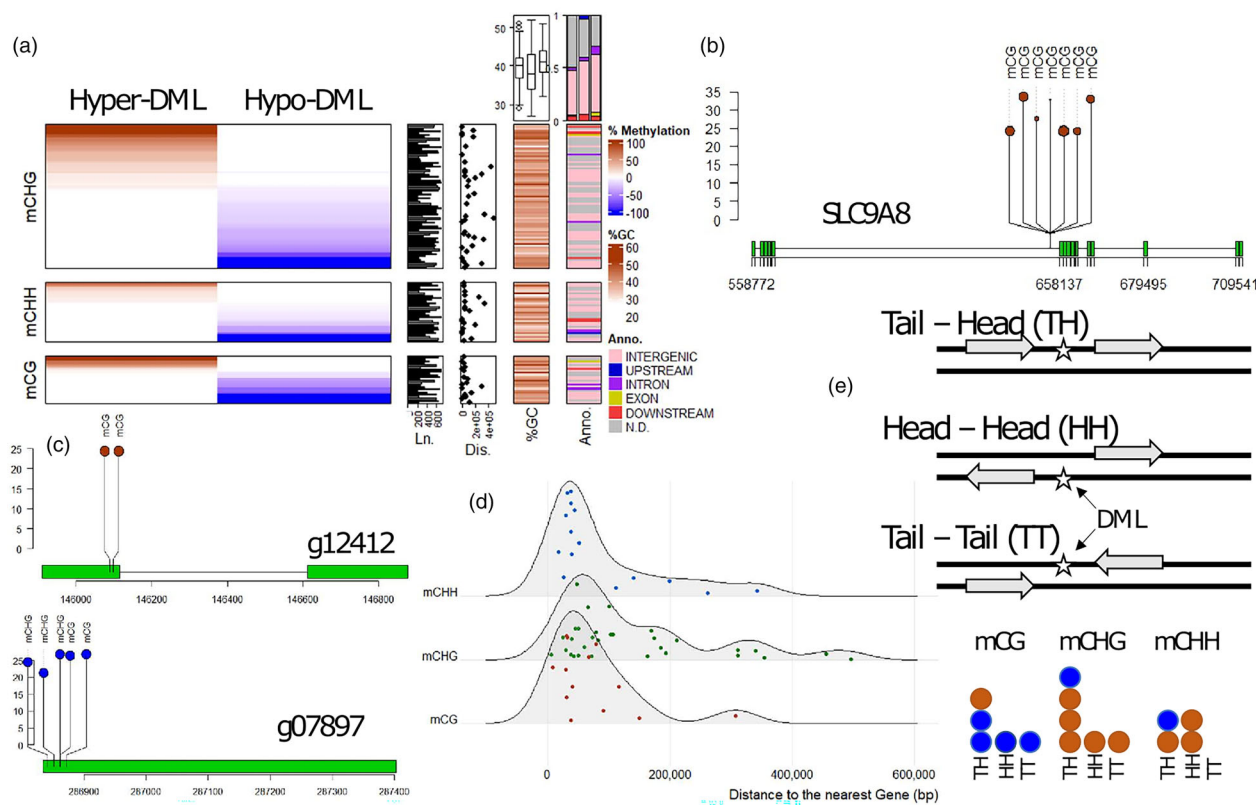 (a)
Hyper-DML
Hypo-DML
mCHG
mCHH
mCG
50
40
30
1
0.5
0
200
400
600
Ln.
0
2e+05
4e+05
Dis.
%GC
Anno.
% Methylation
100
50
0
-50
-100
%GC
60
50
40
30
20
Anno.
INTERGENIC
UPSTREAM
INTRON
EXON
DOWNSTREAM
N.D.
(b)
mCG
mCG
mCG
mCG
mCG
mCG
mCG
35
30
25
20
15
10
5
0
SLC9A8
558772
658137
679495
709541
(c)
mCG
mCG
25
20
15
10
5
0
g12412
146000
146200
146400
146600
146800
mCHG
mCHG
mCHG
mCG
mCG
25
20
15
10
5
0
g07897
286900
287000
287100
287200
287300
287400
(d)
mCHH
mCHG
mCG
0
200,000
400,000
600,000
Distance to the nearest Gene (bp)
Tail – Head (TH)
(e)
Head – Head (HH)
DML
Tail – Tail (TT)
mCG
mCHG
mCHH
TH
HH
TT
TH
HH
TT
TH
HH
TT